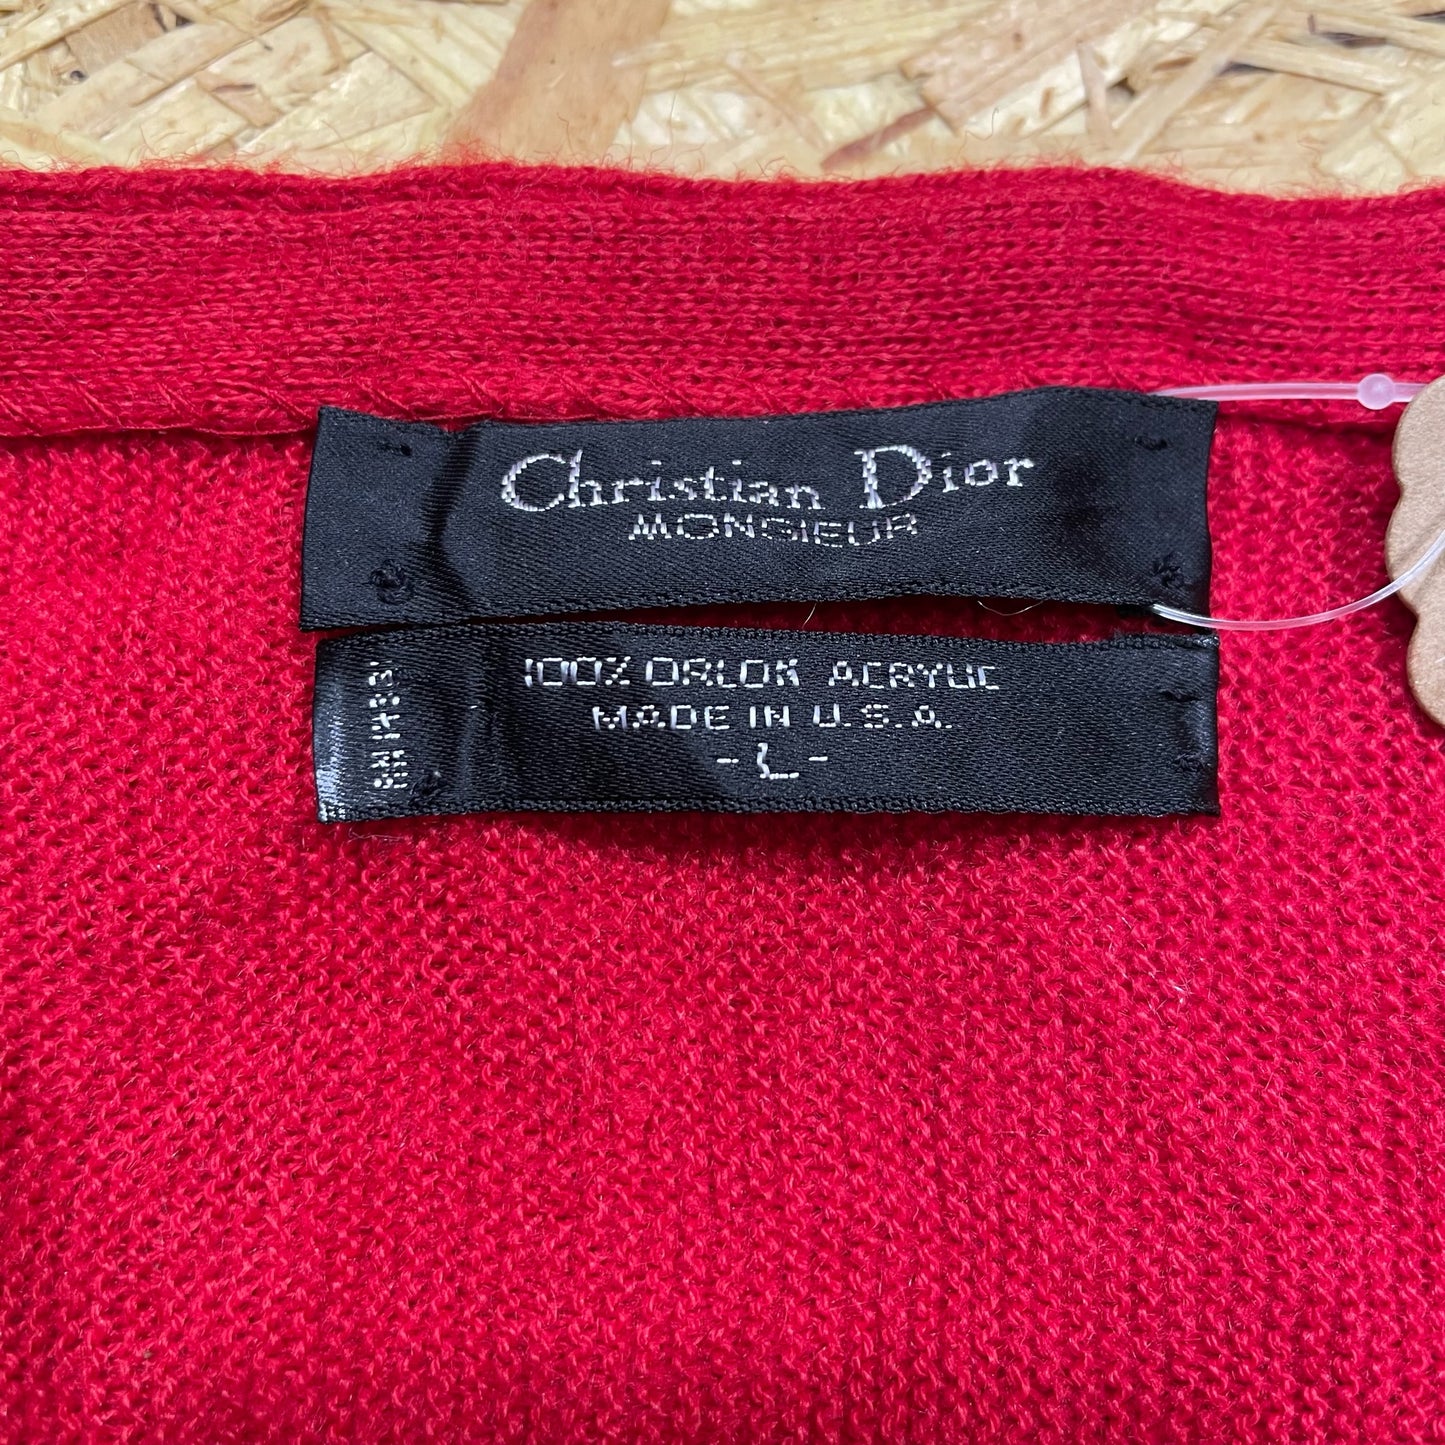 Christian Dior
MONSIEUR
100% ORLON ACRYLIC
MADE IN U.S.A.
- L -